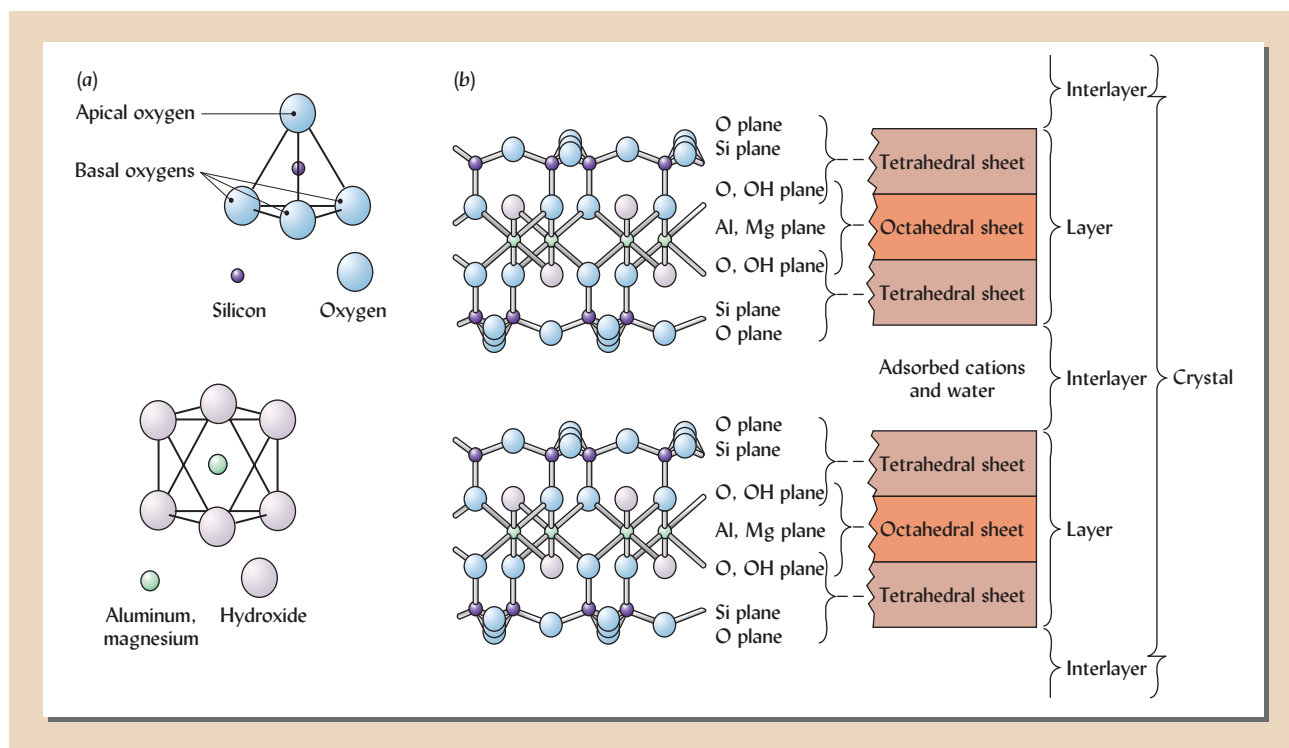 (a)
Apical oxygen
Basal oxygens
Silicon
Oxygen
Aluminum,
magnesium
Hydroxide
(b)
O plane
Si plane
O, OH plane
Al, Mg plane
O, OH plane
Si plane
O plane
Tetrahedral sheet
Octahedral sheet
Tetrahedral sheet
Interlayer
Layer
Adsorbed cations
and water
Interlayer
Crystal
O plane
Si plane
O, OH plane
Al, Mg plane
O, OH plane
Si plane
O plane
Tetrahedral sheet
Octahedral sheet
Tetrahedral sheet
Layer
Interlayer